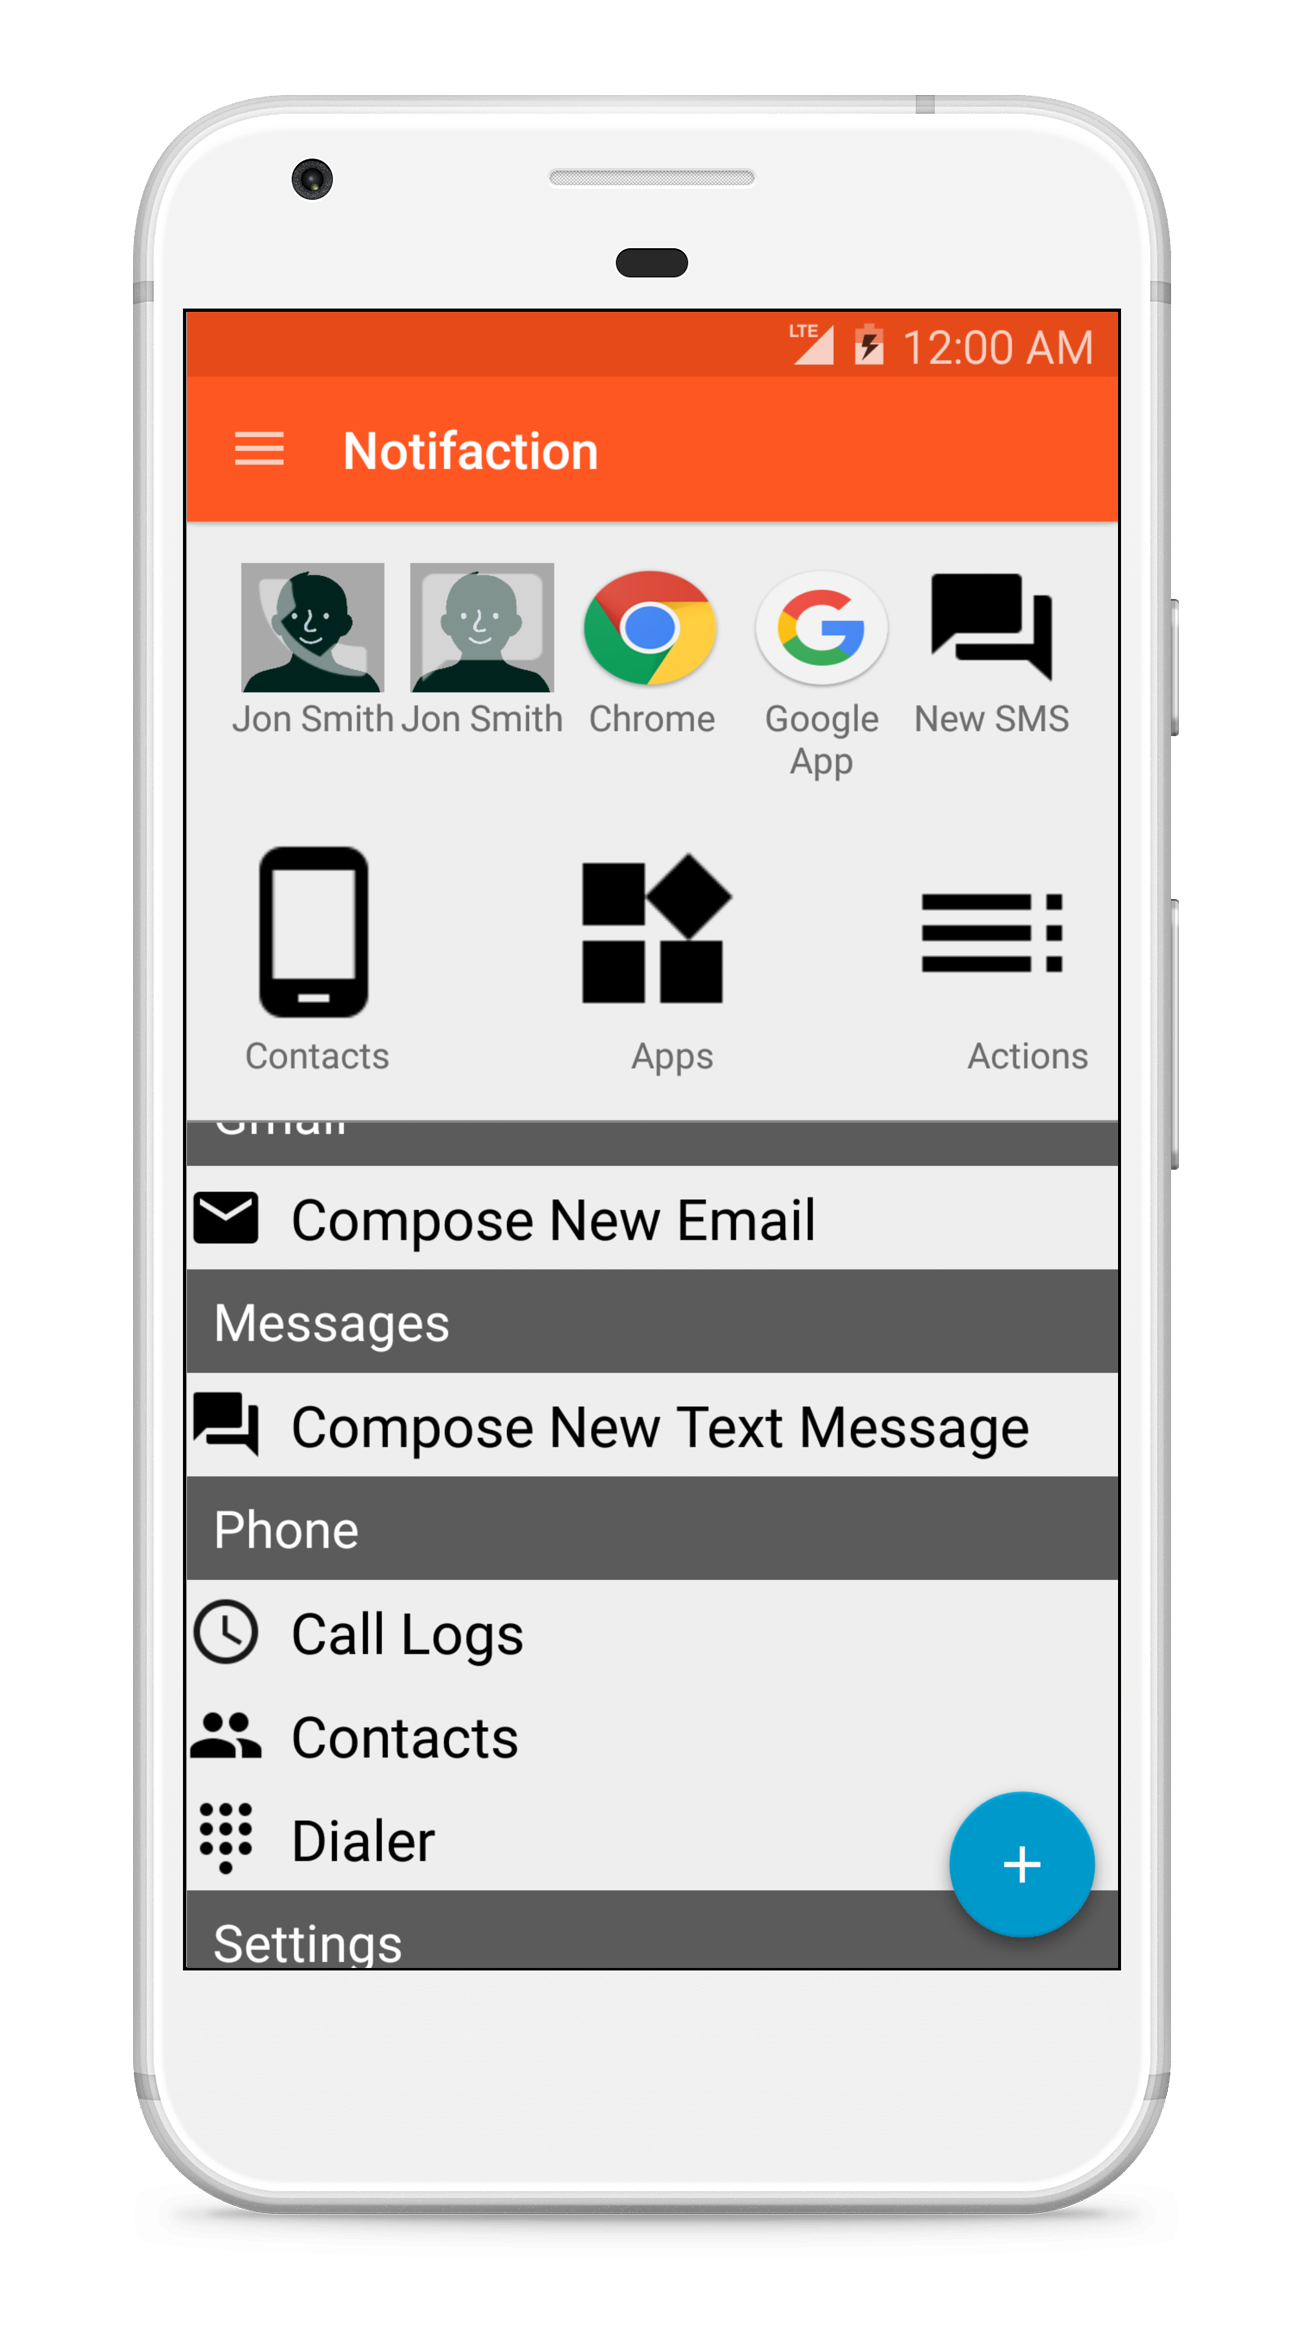 LTE 12:00 AM
Notifaction
Jon Smith Jon Smith Chrome Google App New SMS
Contacts Apps Actions
Gmail
Compose New Email
Messages
Compose New Text Message
Phone
Call Logs
Contacts
Dialer
Settings